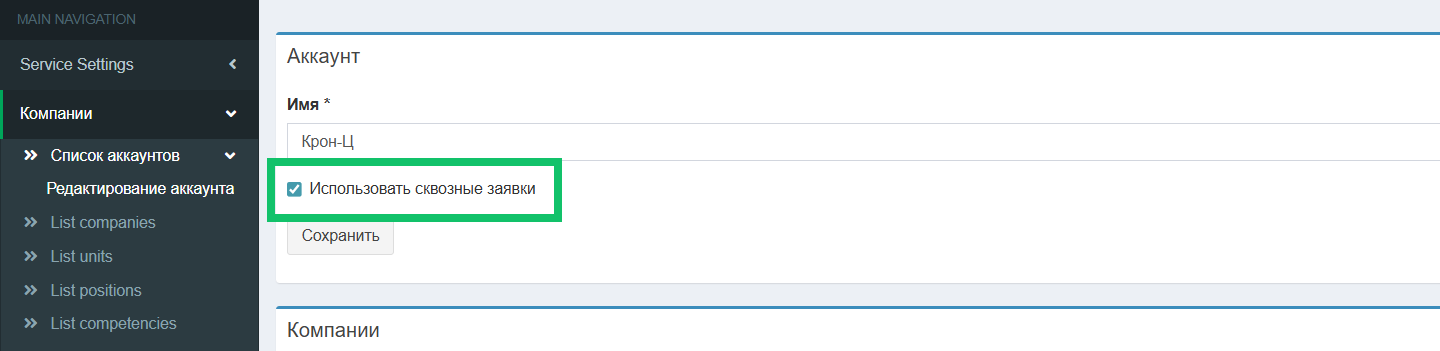 MAIN NAVIGATION
Service Settings
Компании
Список аккаунтов
Редактирование аккаунта
List companies
List units
List positions
List competencies
Аккаунт
Имя *
Крон-Ц
Использовать сквозные заявки
Сохранить
Компании